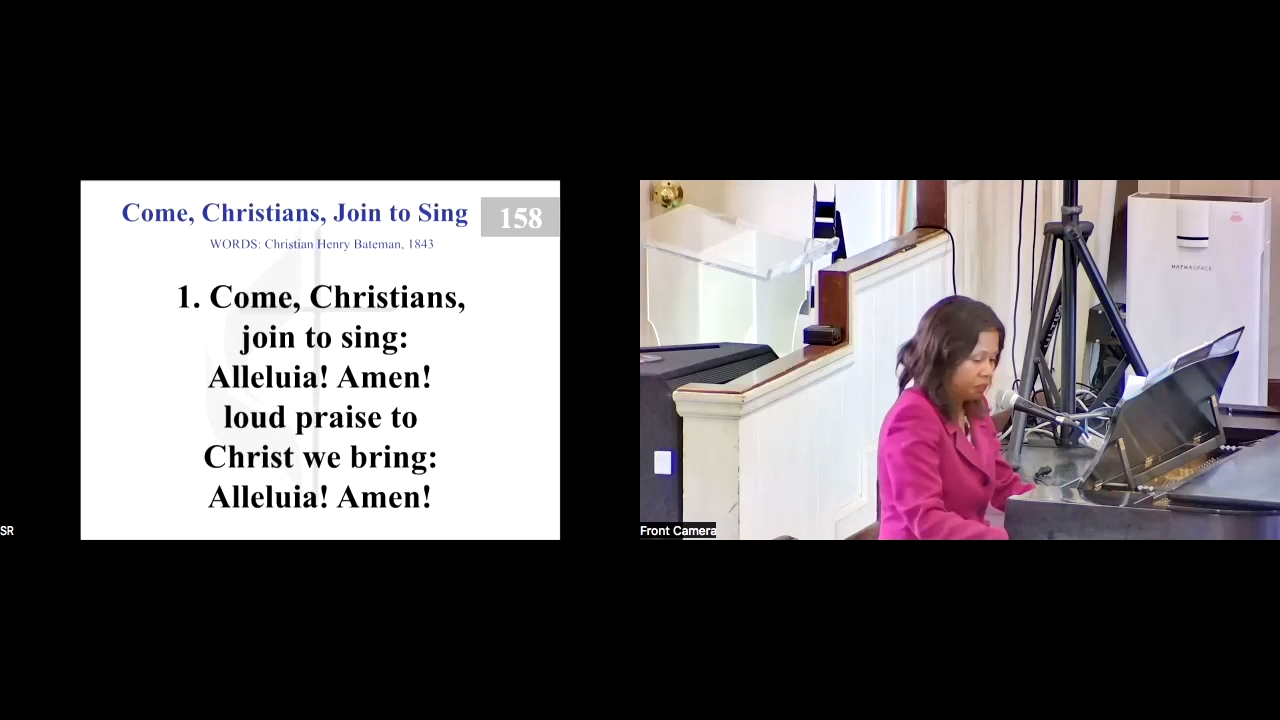 Come, Christians, Join to Sing
158
WORDS: Christian Henry Bateman, 1843
1. Come, Christians,
join to sing:
Alleluia! Amen!
loud praise to
Christ we bring:
Alleluia! Amen!
SR
Front Camera
HATHASPACE